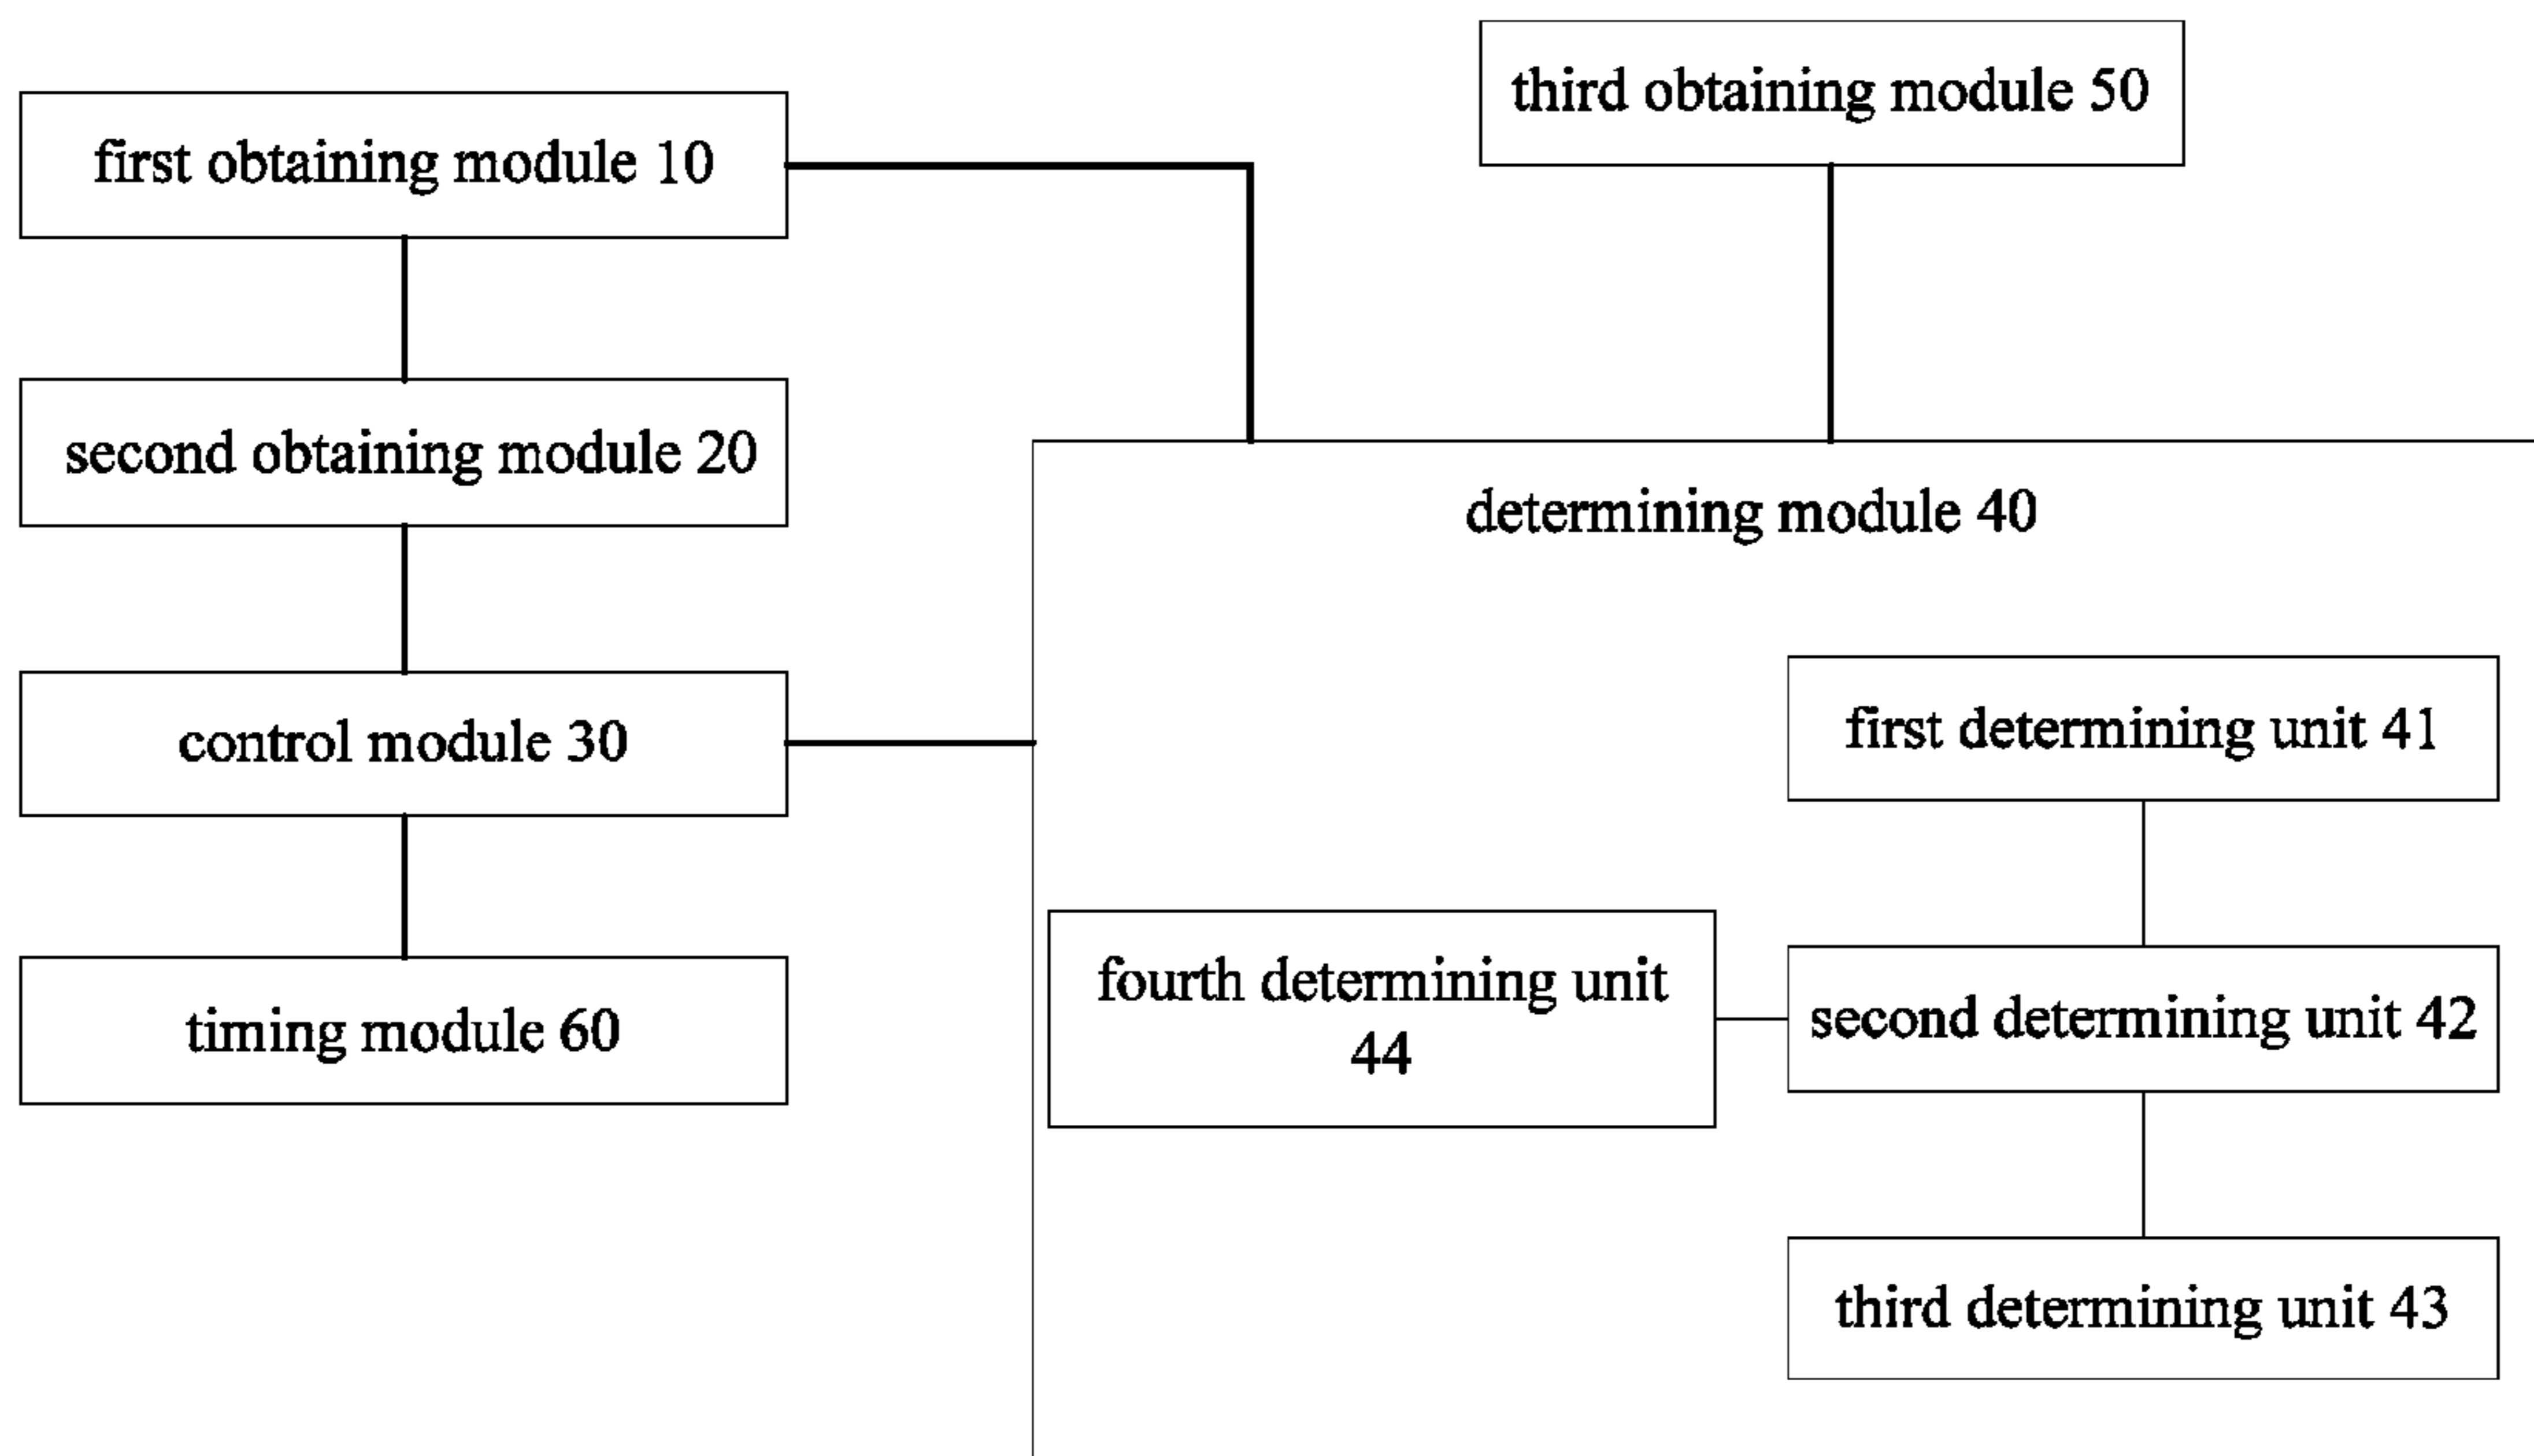 third obtaining module 50
first obtaining module 10
second obtaining module 20
determining module 40
control module 30
first determining unit 41
fourth determining unit
44
second determining unit 42
timing module 60
third determining unit 43